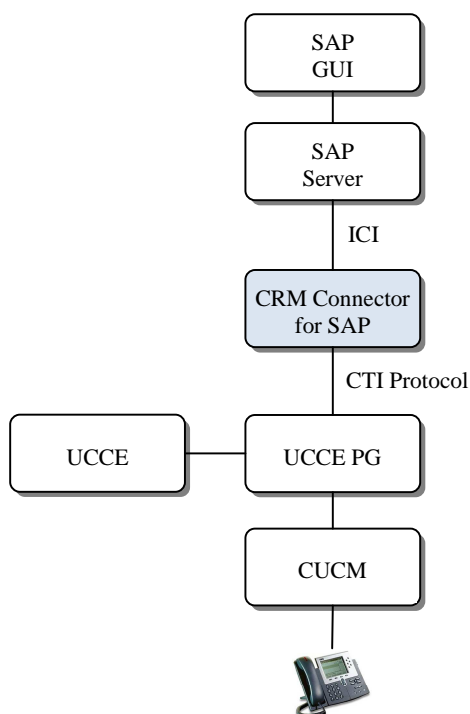 SAP
GUI
SAP
Server
ICI
CRM Connector
for SAP
CTI Protocol
UCCE
UCCE PG
CUCM